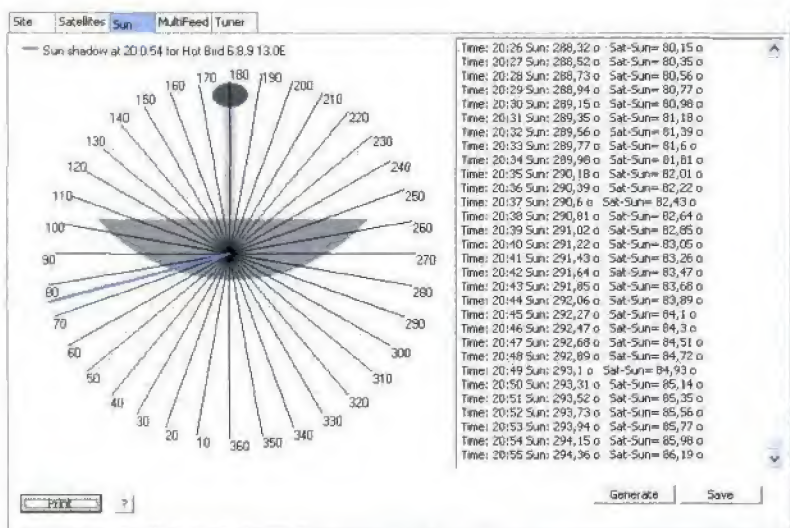 Site Satellites Sun MultiFeed Tuner
Sun shadow at 20:0:54 for Hot Bird 6.8.9 13.0E
180
170 190
160 200
150 210
140 220
130 230
120 240
110 250
100 260
90 270
80 280
70 290
60 300
50 310
40 320
30 330
20 340
10 350
360
Time: 20:26 Sun: 288,32 o Sat-Sun= 80,15 o
Time: 20:27 Sun: 288,52 o Sat-Sun= 80,35 o
Time: 20:28 Sun: 288,73 o Sat-Sun= 80,56 o
Time: 20:29 Sun: 288,94 o Sat-Sun= 80,77 o
Time: 20:30 Sun: 289,15 o Sat-Sun= 80,98 o
Time: 20:31 Sun: 289,35 o Sat-Sun= 81,18 o
Time: 20:32 Sun: 289,56 o Sat-Sun= 81,39 o
Time: 20:33 Sun: 289,77 o Sat-Sun= 81,6 o
Time: 20:34 Sun: 289,98 o Sat-Sun= 81,81 o
Time: 20:35 Sun: 290,18 o Sat-Sun= 82,01 o
Time: 20:36 Sun: 290,39 o Sat-Sun= 82,22 o
Time: 20:37 Sun: 290,6 o Sat-Sun= 82,43 o
Time: 20:38 Sun: 290,81 o Sat-Sun= 82,64 o
Time: 20:39 Sun: 291,02 o Sat-Sun= 82,85 o
Time: 20:40 Sun: 291,22 o Sat-Sun= 83,05 o
Time: 20:41 Sun: 291,43 o Sat-Sun= 83,26 o
Time: 20:42 Sun: 291,64 o Sat-Sun= 83,47 o
Time: 20:43 Sun: 291,85 o Sat-Sun= 83,68 o
Time: 20:44 Sun: 292,06 o Sat-Sun= 83,89 o
Time: 20:45 Sun: 292,27 o Sat-Sun= 84,1 o
Time: 20:46 Sun: 292,47 o Sat-Sun= 84,3 o
Time: 20:47 Sun: 292,68 o Sat-Sun= 84,51 o
Time: 20:48 Sun: 292,89 o Sat-Sun= 84,72 o
Time: 20:49 Sun: 293,1 o Sat-Sun= 84,93 o
Time: 20:50 Sun: 293,31 o Sat-Sun= 85,14 o
Time: 20:51 Sun: 293,52 o Sat-Sun= 85,35 o
Time: 20:52 Sun: 293,73 o Sat-Sun= 85,56 o
Time: 20:53 Sun: 293,94 o Sat-Sun= 85,77 o
Time: 20:54 Sun: 294,15 o Sat-Sun= 85,98 o
Time: 20:55 Sun: 294,36 o Sat-Sun= 86,19 o
Print ? Generate Save